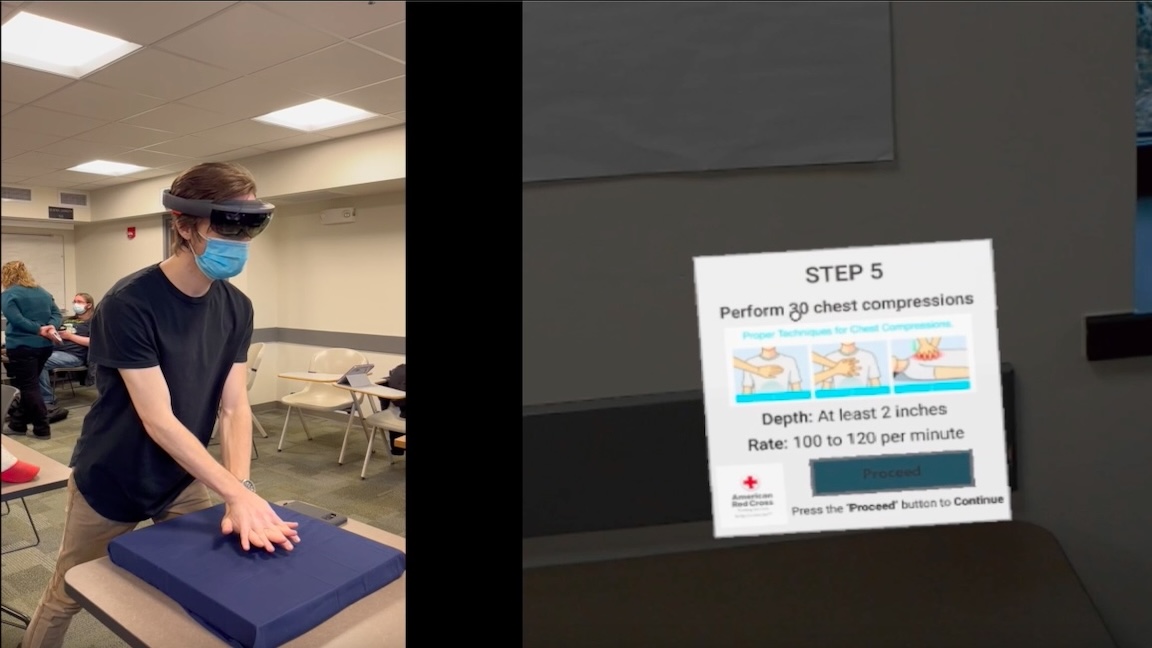 STEP 5
Perform 30 chest compressions
Proper Techniques for Chest Compressions.
Depth: At least 2 inches
Rate: 100 to 120 per minute
Proceed
American
Red Cross
Press the "Proceed" button to Continue